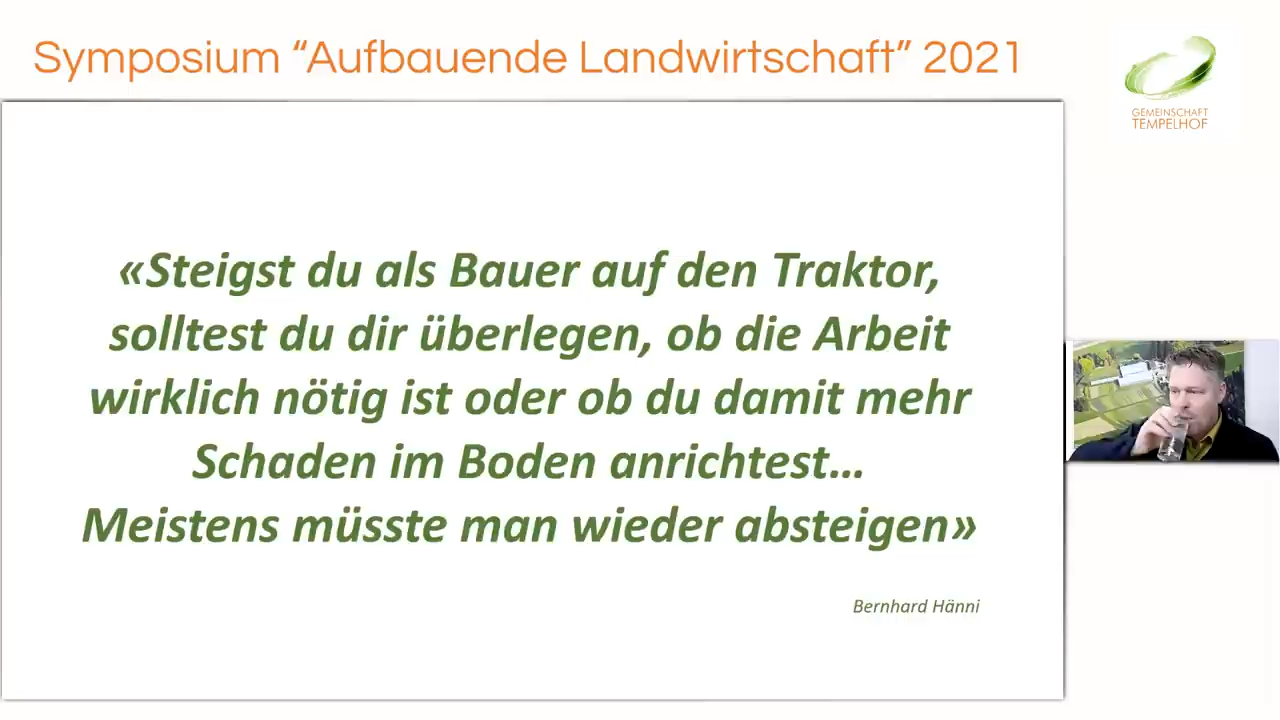 Symposium “Aufbauende Landwirtschaft” 2021
GEMEINSCHAFT
TEMPELHOF
«Steigst du als Bauer auf den Traktor,
solltest du dir überlegen, ob die Arbeit
wirklich nötig ist oder ob du damit mehr
Schaden im Boden anrichtest…
Meistens müsste man wieder absteigen»
Bernhard Hänni